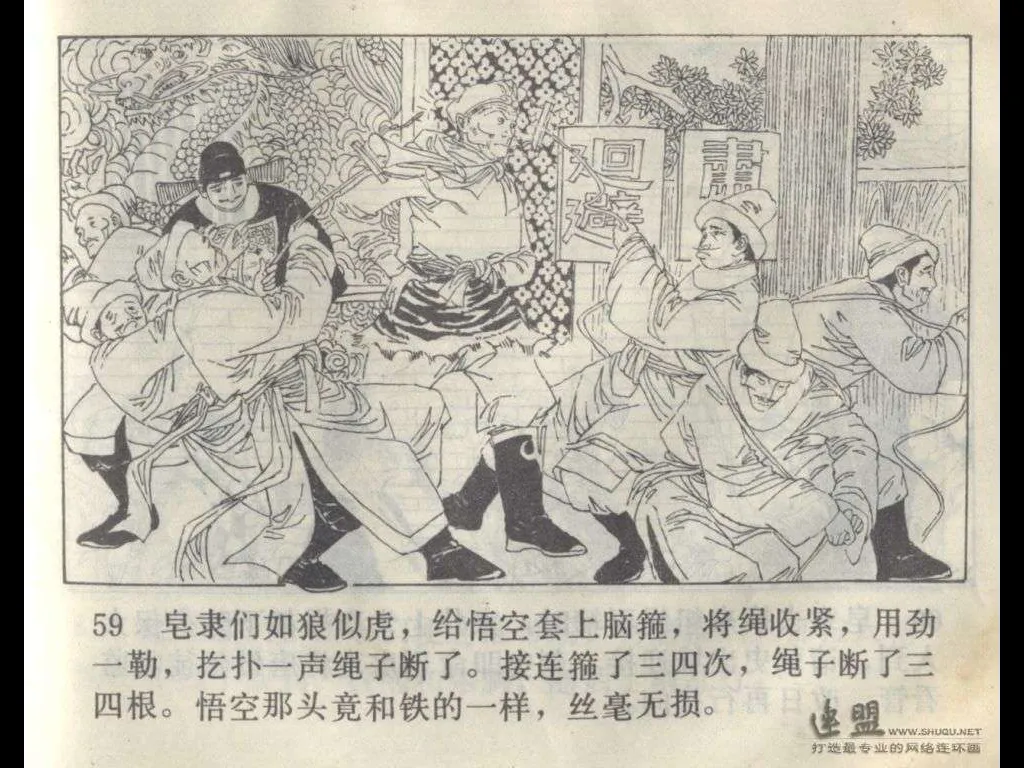 迴避
肅
59 皂隶们如狼似虎，给悟空套上脑箍，将绳收紧，用劲
一勒，扢扑一声绳子断了。接连箍了三四次，绳子断了三
四根。悟空那头竟和铁的一样，丝毫无损。
连盟 WWW.SHUQU.NET
打造最专业的网络连环画